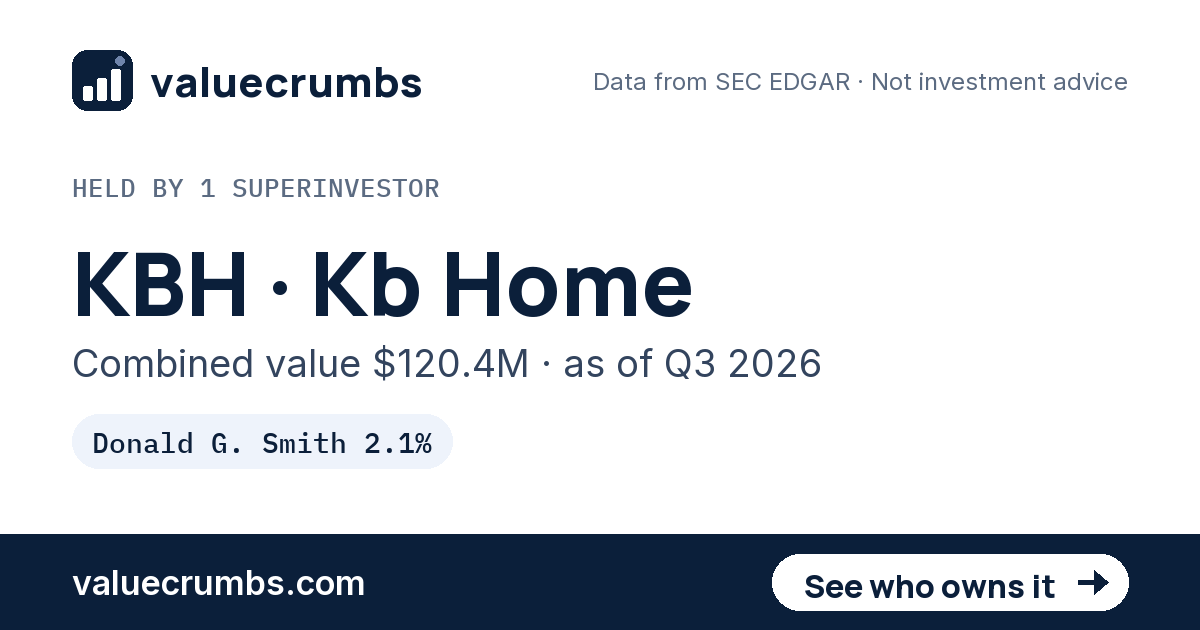 valuecrumbs
Data from SEC EDGAR · Not investment advice
HELD BY 1 SUPERINVESTOR
KBH · Kb Home
Combined value $120.4M · as of Q3 2026
Donald G. Smith 2.1%
valuecrumbs.com
See who owns it →